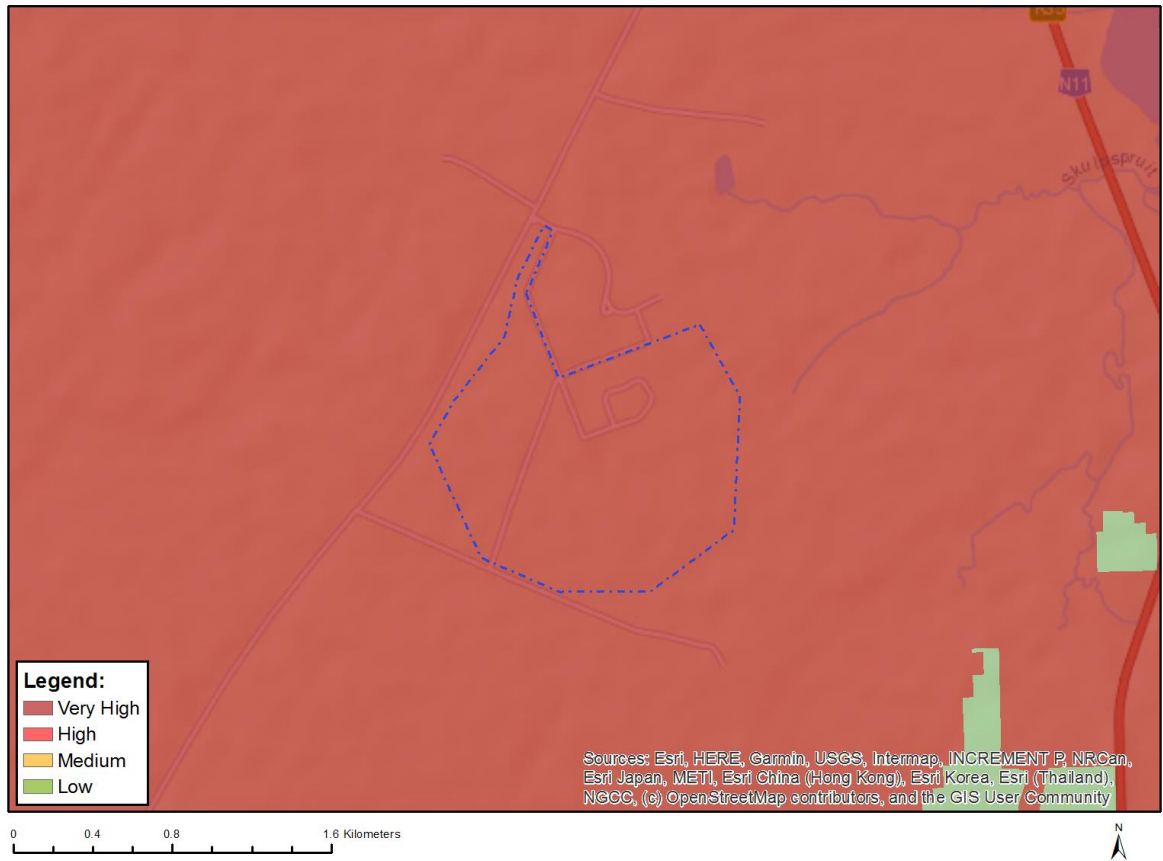 R35
N11
Skulpspruit
Legend:
Very High
High
Medium
Low
Sources: Esri, HERE, Garmin, USGS, Intermap, INCREMENT P, NRCan,
Esri Japan, METI, Esri China (Hong Kong), Esri Korea, Esri (Thailand),
NGCC, (c) OpenStreetMap contributors, and the GIS User Community
0 0.4 0.8 1.6 Kilometers
N